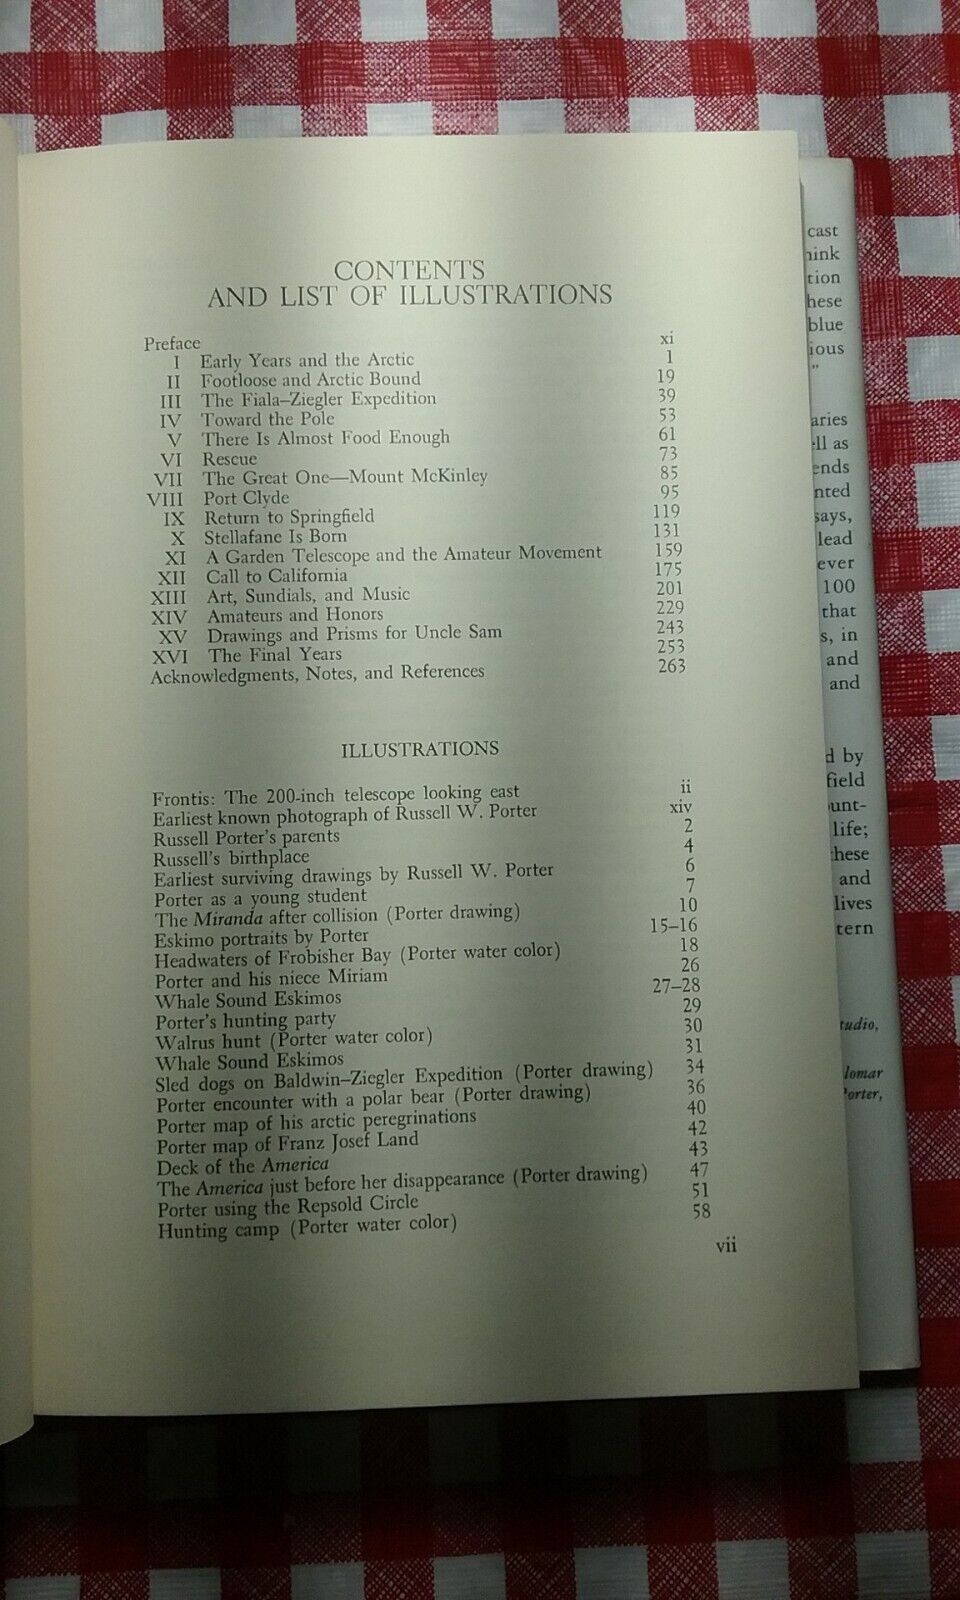 CONTENTS
AND LIST OF ILLUSTRATIONS
Preface xi
I Early Years and the Arctic 1
II Footloose and Arctic Bound 19
III The Fiala–Ziegler Expedition 39
IV Toward the Pole 53
V There Is Almost Food Enough 61
VI Rescue 73
VII The Great One—Mount McKinley 85
VIII Port Clyde 95
IX Return to Springfield 119
X Stellafane Is Born 131
XI A Garden Telescope and the Amateur Movement 159
XII Call to California 175
XIII Art, Sundials, and Music 201
XIV Amateurs and Honors 229
XV Drawings and Prisms for Uncle Sam 243
XVI The Final Years 253
Acknowledgments, Notes, and References 263
ILLUSTRATIONS
Frontis: The 200-inch telescope looking east ii
Earliest known photograph of Russell W. Porter xiv
Russell Porter's parents 2
Russell's birthplace 4
Earliest surviving drawings by Russell W. Porter 6
Porter as a young student 7
The Miranda after collision (Porter drawing) 10
Eskimo portraits by Porter 15–16
Headwaters of Frobisher Bay (Porter water color) 18
Porter and his niece Miriam 26
Whale Sound Eskimos 27–28
Porter's hunting party 29
Walrus hunt (Porter water color) 30
Whale Sound Eskimos 31
Sled dogs on Baldwin–Ziegler Expedition (Porter drawing) 34
Porter encounter with a polar bear (Porter drawing) 36
Porter map of his arctic peregrinations 40
Porter map of Franz Josef Land 42
Deck of the America 43
The America just before her disappearance (Porter drawing) 47
Porter using the Repsold Circle 51
Hunting camp (Porter water color) 58
vii
cast
hink
tion
hese
blue
ious
”
aries
ell as
ends
nted
says,
lead
ever
100
that
s, in
and
and
d by
field
unt-
life;
hese
and
lives
tern
tudio,
lomar
Porter,